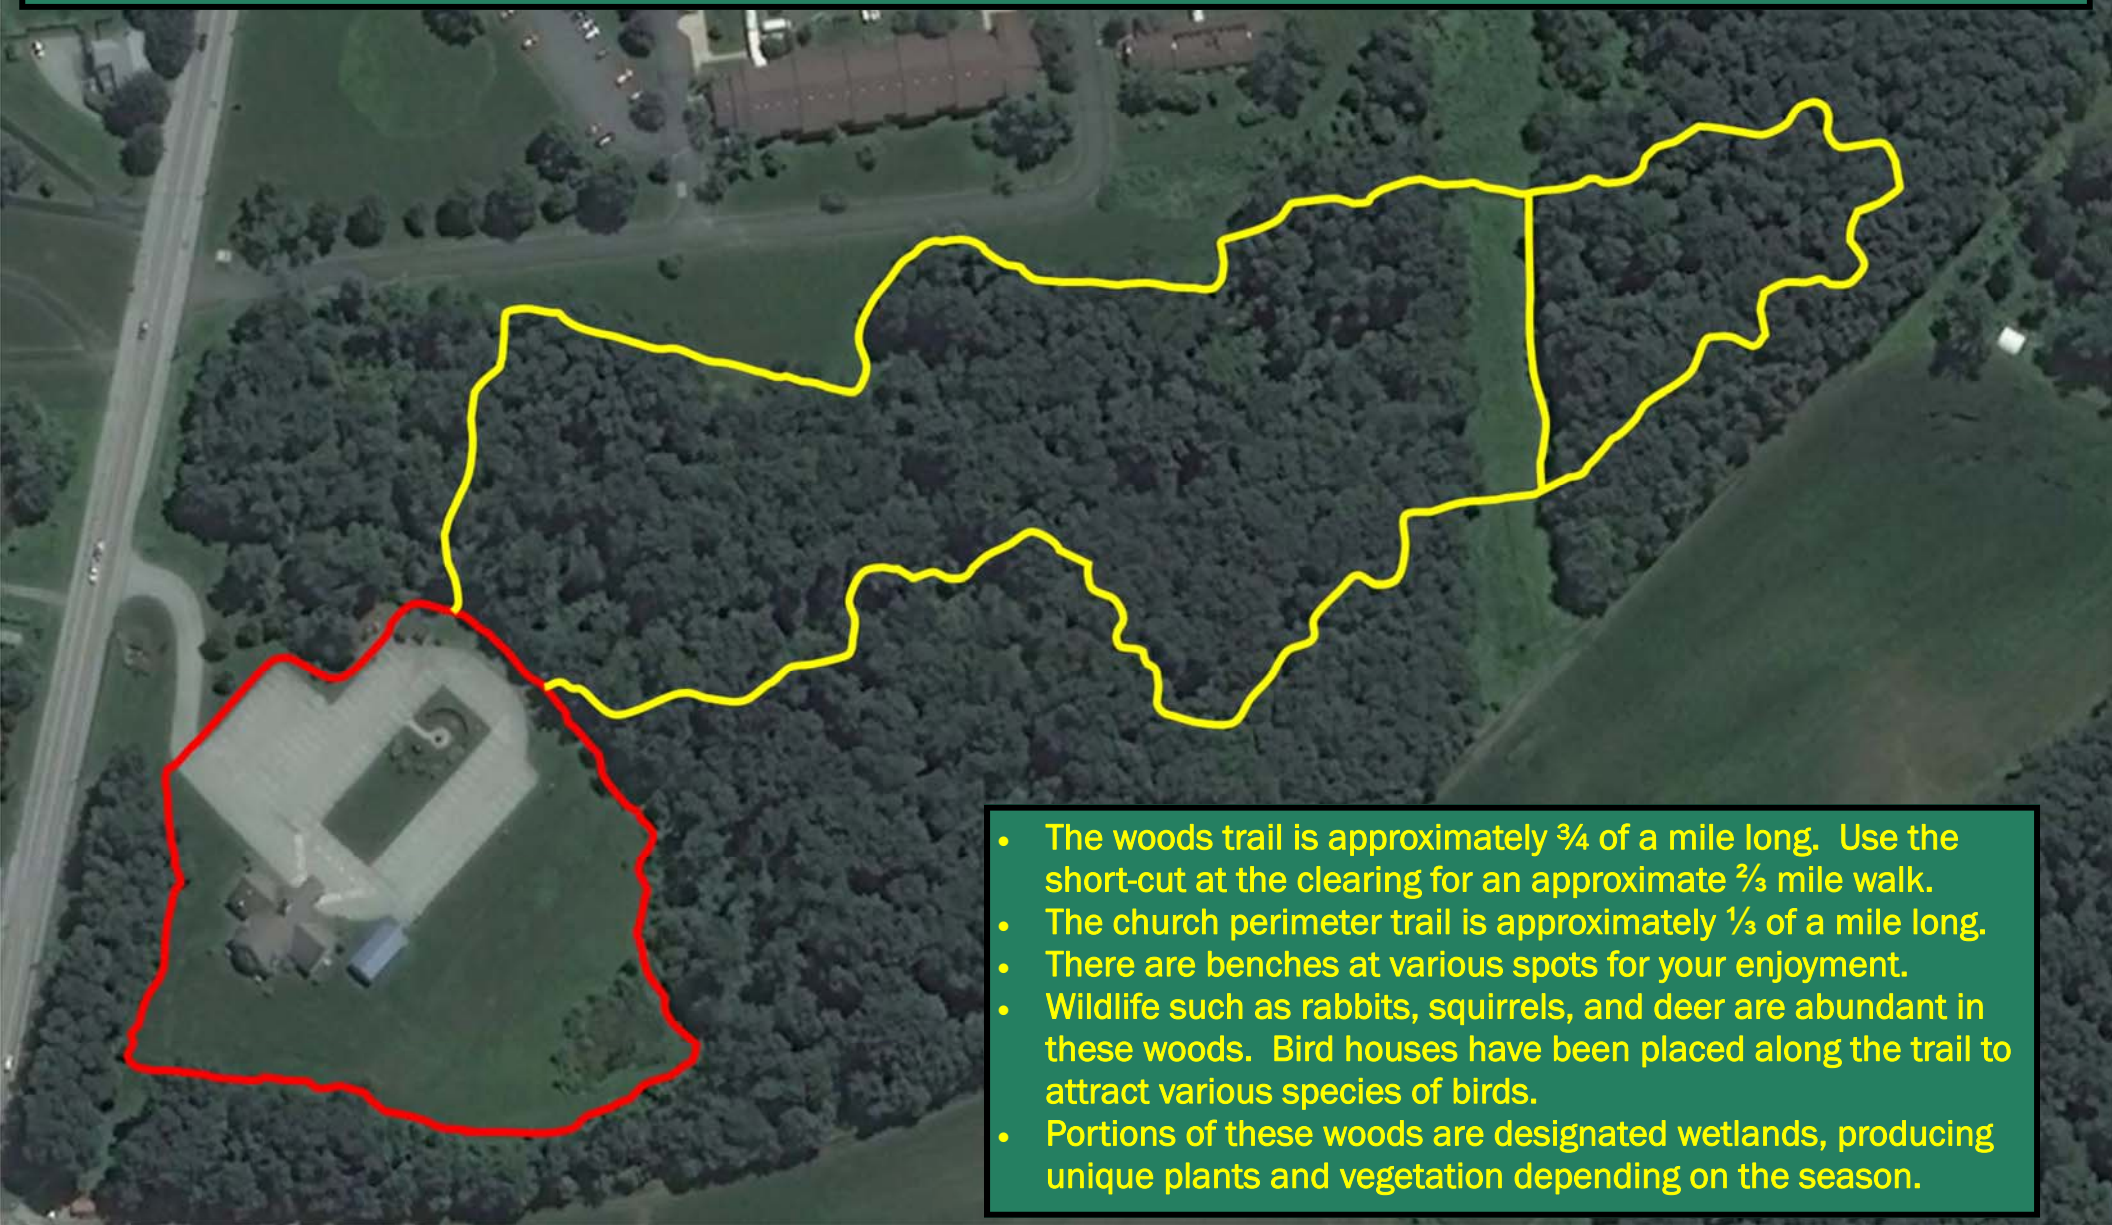 • The woods trail is approximately ¾ of a mile long.  Use the
short-cut at the clearing for an approximate ⅔ mile walk.
• The church perimeter trail is approximately ⅓ of a mile long.
• There are benches at various spots for your enjoyment.
• Wildlife such as rabbits, squirrels, and deer are abundant in
these woods.  Bird houses have been placed along the trail to
attract various species of birds.
• Portions of these woods are designated wetlands, producing
unique plants and vegetation depending on the season.